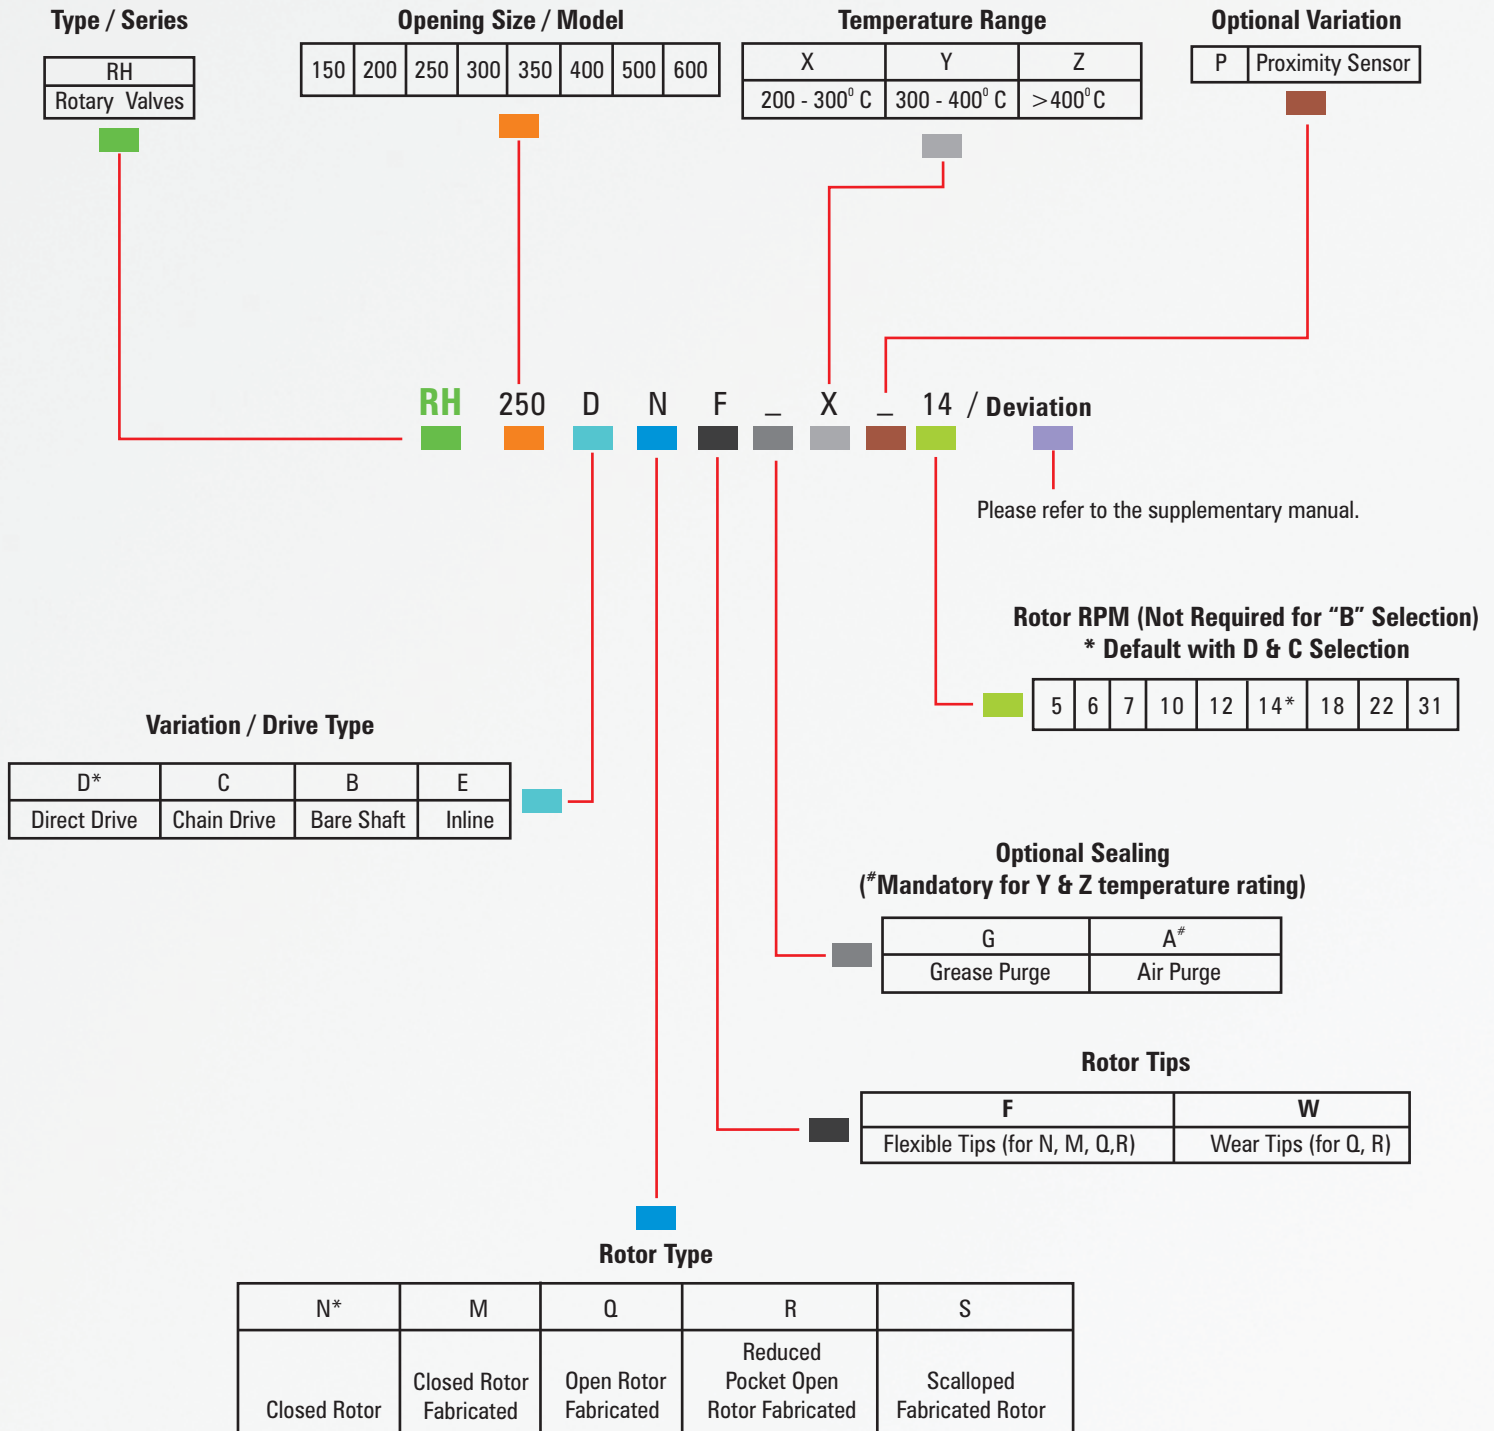 Type / Series
RH
Rotary Valves
Opening Size / Model
150 200 250 300 350 400 500 600
Temperature Range
X Y Z
200 - 300⁰ C 300 - 400⁰ C >400⁰C
Optional Variation
P Proximity Sensor
RH 250 D N F _ X _ 14 / Deviation
Please refer to the supplementary manual.
Rotor RPM (Not Required for “B” Selection)
* Default with D & C Selection
5 6 7 10 12 14* 18 22 31
Variation / Drive Type
D* C B E
Direct Drive Chain Drive Bare Shaft Inline
Optional Sealing
(#Mandatory for Y & Z temperature rating)
G A#
Grease Purge Air Purge
Rotor Tips
F W
Flexible Tips (for N, M, Q,R) Wear Tips (for Q, R)
Rotor Type
N* M Q R S
Closed Rotor
Closed Rotor
Fabricated
Open Rotor
Fabricated
Reduced
Pocket Open
Rotor Fabricated
Scalloped
Fabricated Rotor